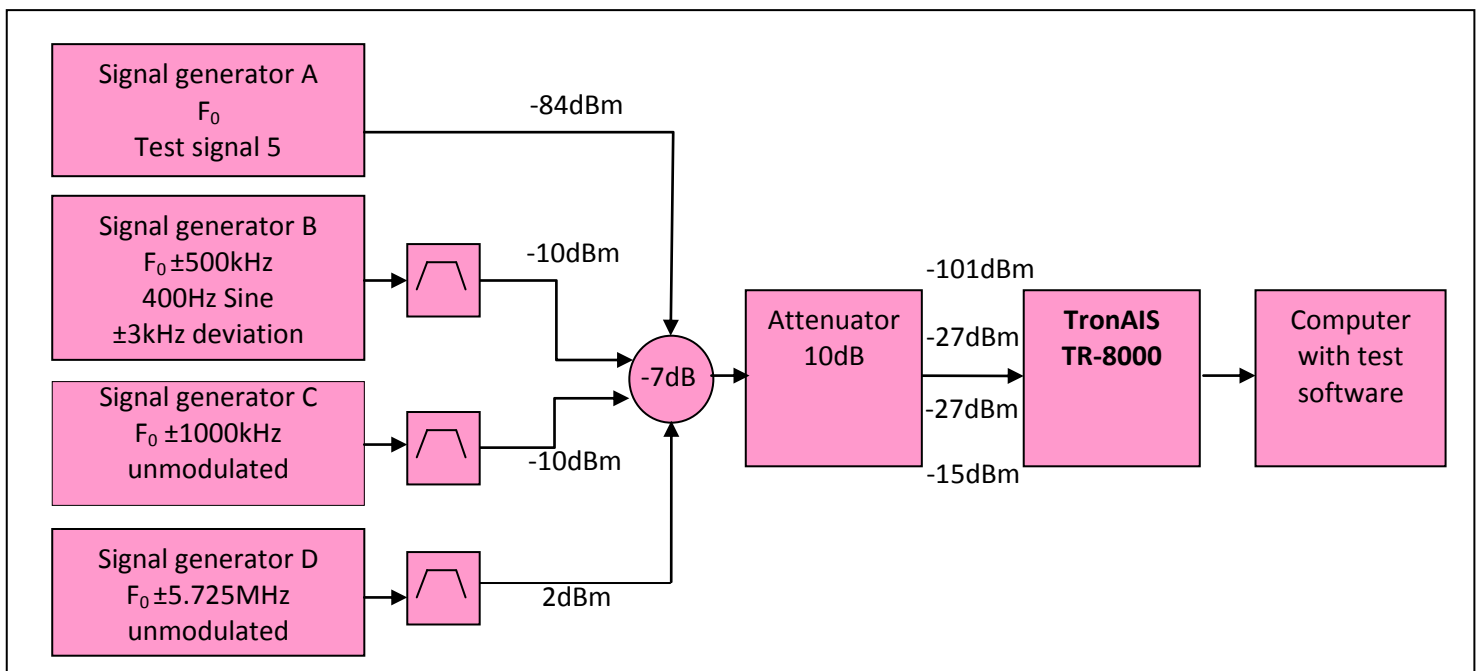 Signal generator A
F₀
Test signal 5
-84dBm
Signal generator B
F₀ ±500kHz
400Hz Sine
±3kHz deviation
-10dBm
Signal generator C
F₀ ±1000kHz
unmodulated
-10dBm
Signal generator D
F₀ ±5.725MHz
unmodulated
2dBm
-7dB
Attenuator
10dB
-101dBm
-27dBm
-27dBm
-15dBm
TronAIS
TR-8000
Computer
with test
software